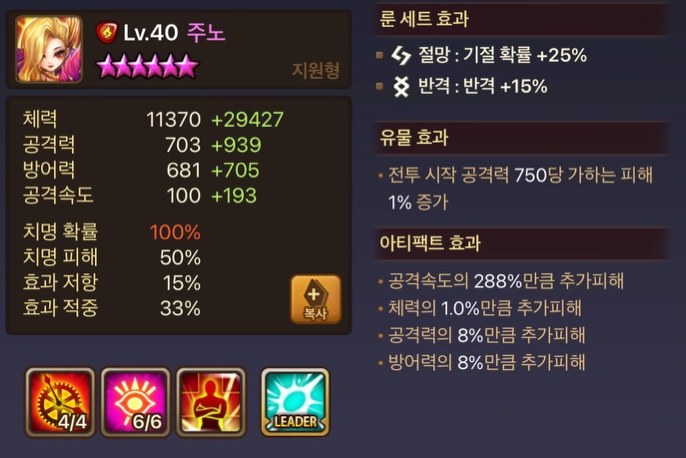 Lv.40 주노
지원형
체력 11370 +29427
공격력 703 +939
방어력 681 +705
공격속도 100 +193
치명 확률 100%
치명 피해 50%
효과 저항 15%
효과 적중 33%
복사
4/4
6/6
LEADER
룬 세트 효과
절망 : 기절 확률 +25%
반격 : 반격 +15%
유물 효과
전투 시작 공격력 750당 가하는 피해
1% 증가
아티팩트 효과
공격속도의 288%만큼 추가피해
체력의 1.0%만큼 추가피해
공격력의 8%만큼 추가피해
방어력의 8%만큼 추가피해